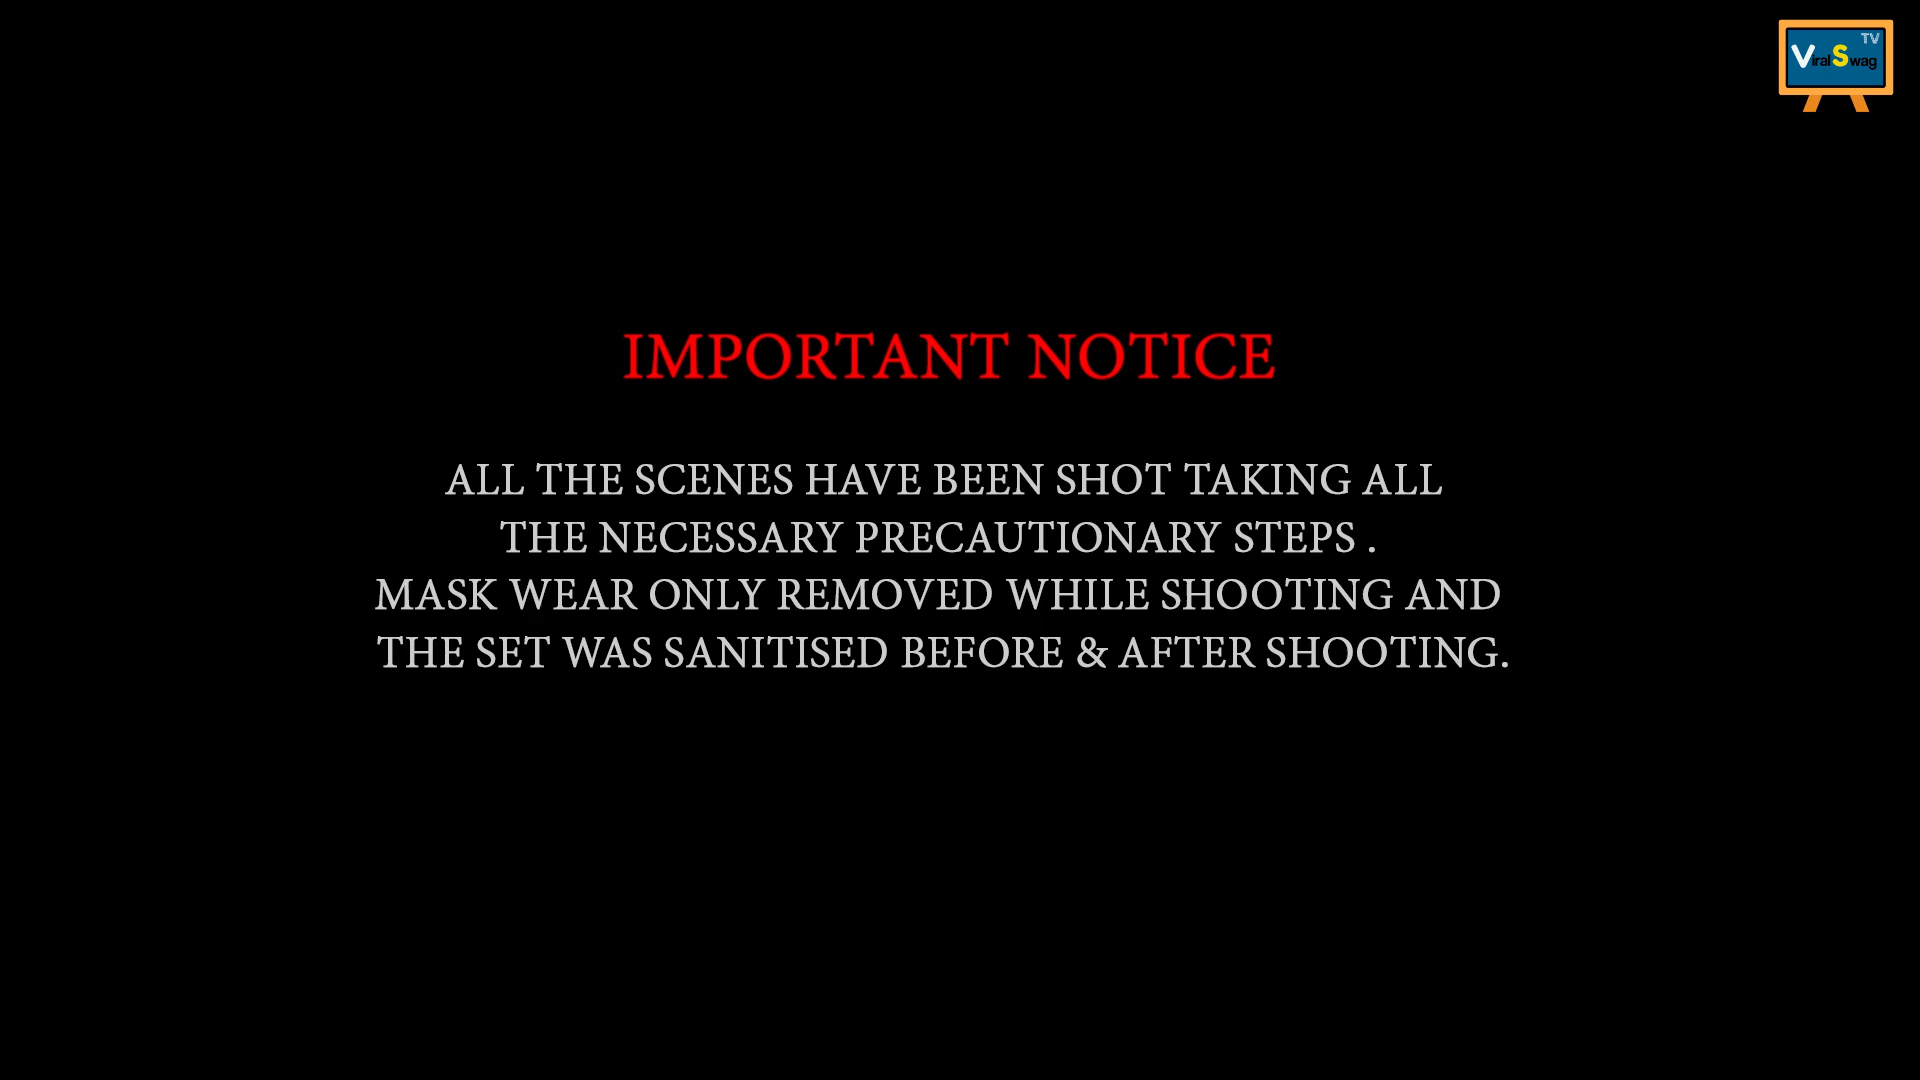 TV
ViralSwag
IMPORTANT NOTICE
ALL THE SCENES HAVE BEEN SHOT TAKING ALL
THE NECESSARY PRECAUTIONARY STEPS .
MASK WEAR ONLY REMOVED WHILE SHOOTING AND
THE SET WAS SANITISED BEFORE & AFTER SHOOTING.